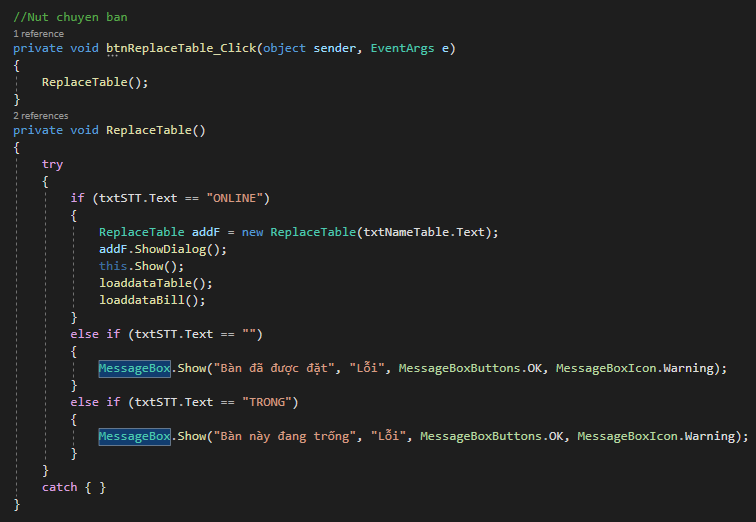 //Nut chuyen ban
1 reference
private void btnReplaceTable_Click(object sender, EventArgs e)
{
    ReplaceTable();
}
2 references
private void ReplaceTable()
{
    try
    {
        if (txtSTT.Text == "ONLINE")
        {
            ReplaceTable addF = new ReplaceTable(txtNameTable.Text);
            addF.ShowDialog();
            this.Show();
            loaddataTable();
            loaddataBill();
        }
        else if (txtSTT.Text == "")
        {
            MessageBox.Show("Bàn đã được đặt", "Lỗi", MessageBoxButtons.OK, MessageBoxIcon.Warning);
        }
        else if (txtSTT.Text == "TRONG")
        {
            MessageBox.Show("Bàn này đang trống", "Lỗi", MessageBoxButtons.OK, MessageBoxIcon.Warning);
        }
    }
    catch { }
}